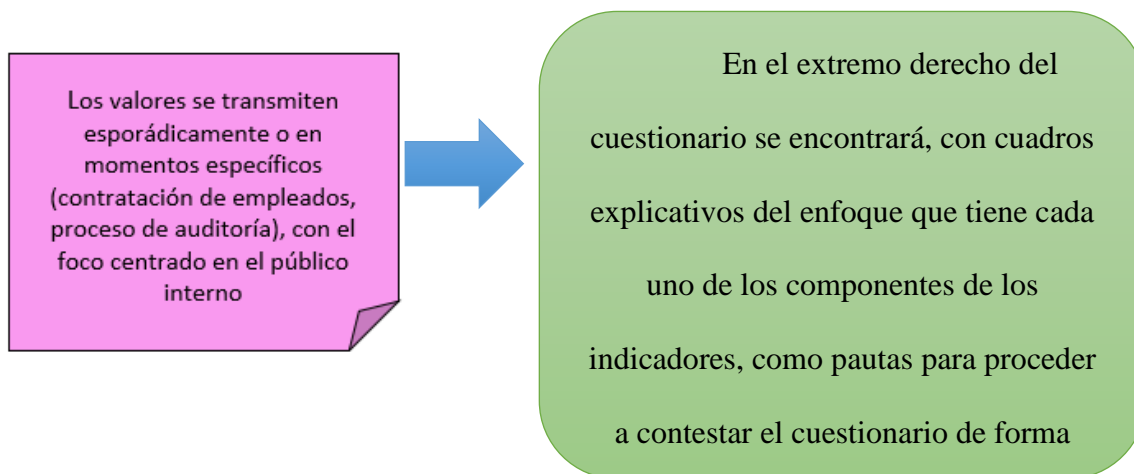 Los valores se transmiten
esporádicamente o en
momentos específicos
(contratación de empleados,
proceso de auditoría), con el
foco centrado en el público
interno
En el extremo derecho del
cuestionario se encontrará, con cuadros
explicativos del enfoque que tiene cada
uno de los componentes de los
indicadores, como pautas para proceder
a contestar el cuestionario de forma